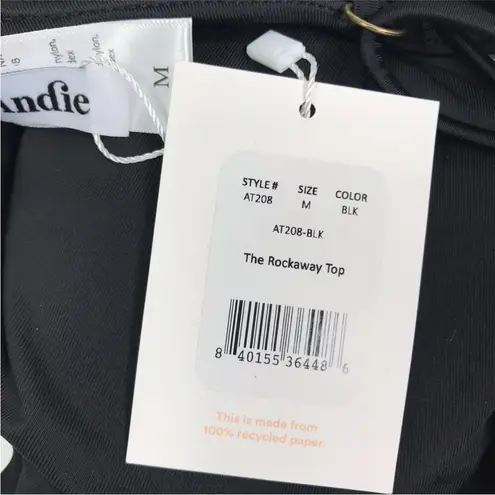 nylon,
Andie
M
STYLE # SIZE COLOR
AT208 M BLK
AT208-BLK
The Rockaway Top
8 40155 36448 6
This is made from
100% recycled paper.